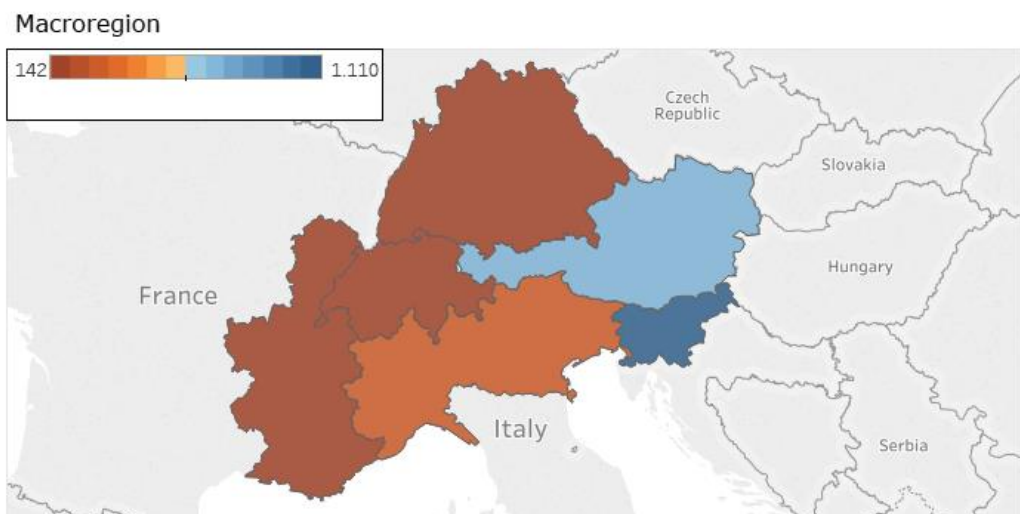 Macroregion
142 1.110
Czech
Republic
Slovakia
Hungary
France
Italy
Serbia